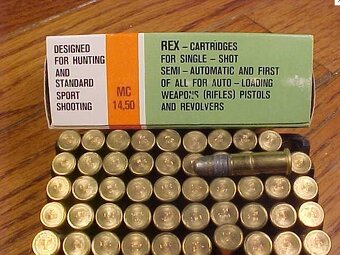 DESIGNED
FOR HUNTING
AND
STANDARD
SPORT
SHOOTING
MC
14,50
REX – CARTRIDGES
FOR SINGLE – SHOT
SEMI – AUTOMATIC AND FIRST
OF ALL FOR AUTO – LOADING
WEAPONS (RIFLES) PISTOLS
AND REVOLVERS